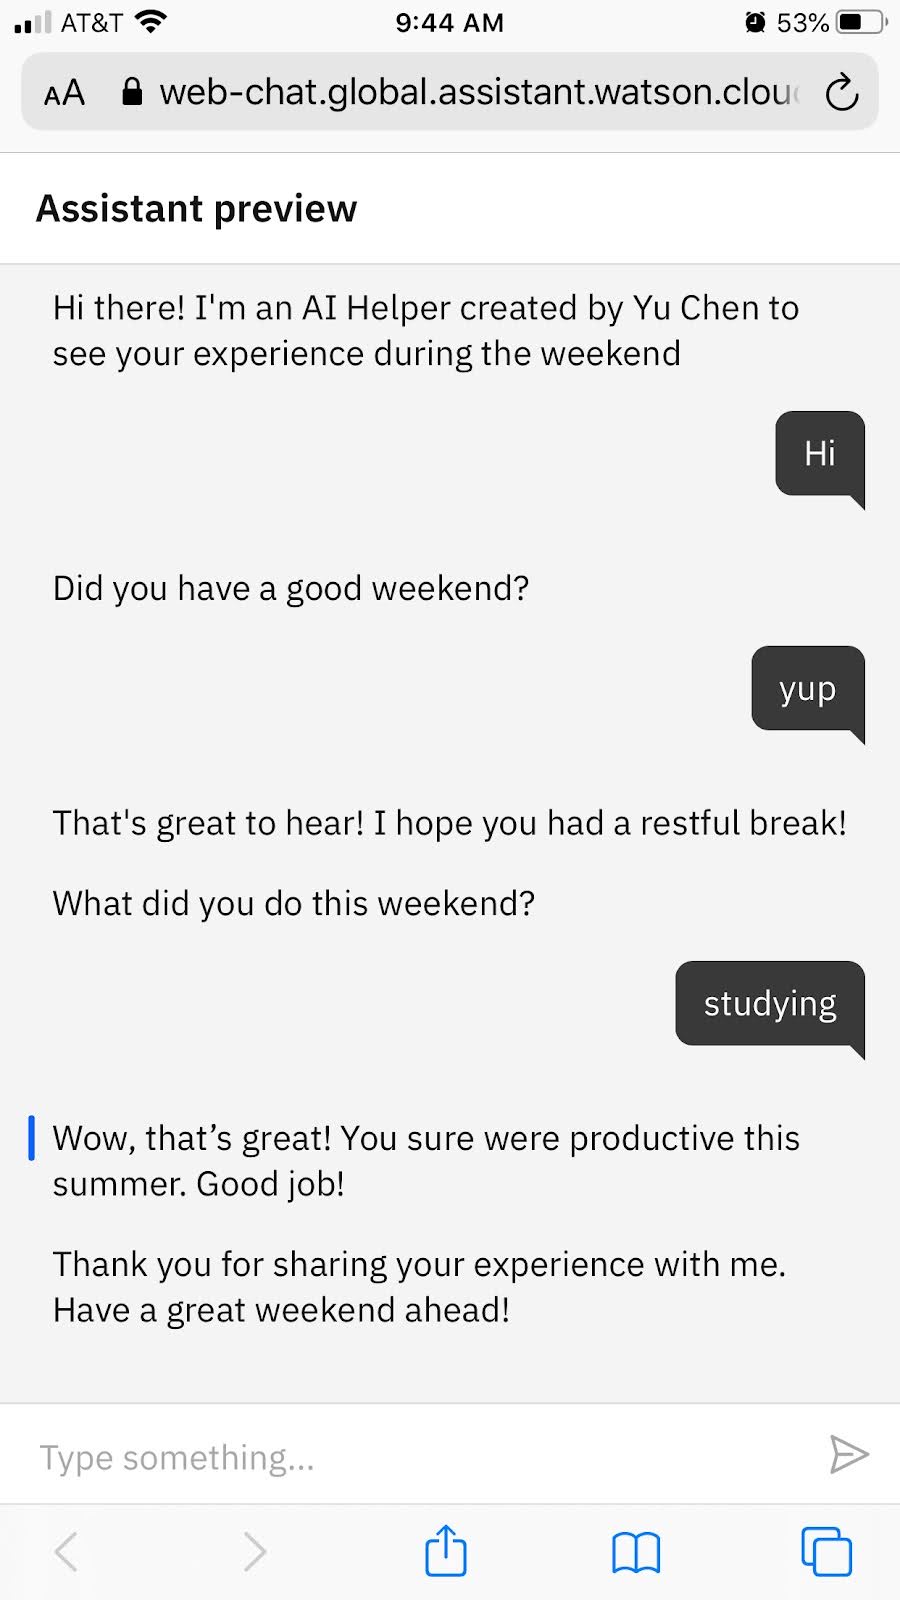 AT&T 9:44 AM 53%
AA web-chat.global.assistant.watson.clou
Assistant preview
Hi there! I'm an AI Helper created by Yu Chen to
see your experience during the weekend
Hi
Did you have a good weekend?
yup
That's great to hear! I hope you had a restful break!
What did you do this weekend?
studying
Wow, that’s great! You sure were productive this
summer. Good job!
Thank you for sharing your experience with me.
Have a great weekend ahead!
Type something...